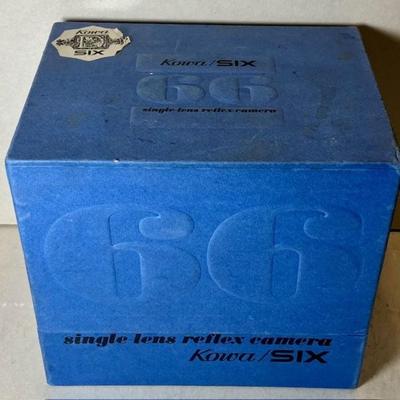 Kowa
SIX
Kowa/SIX
66
single lens reflex camera
66
single lens reflex camera
Kowa/SIX